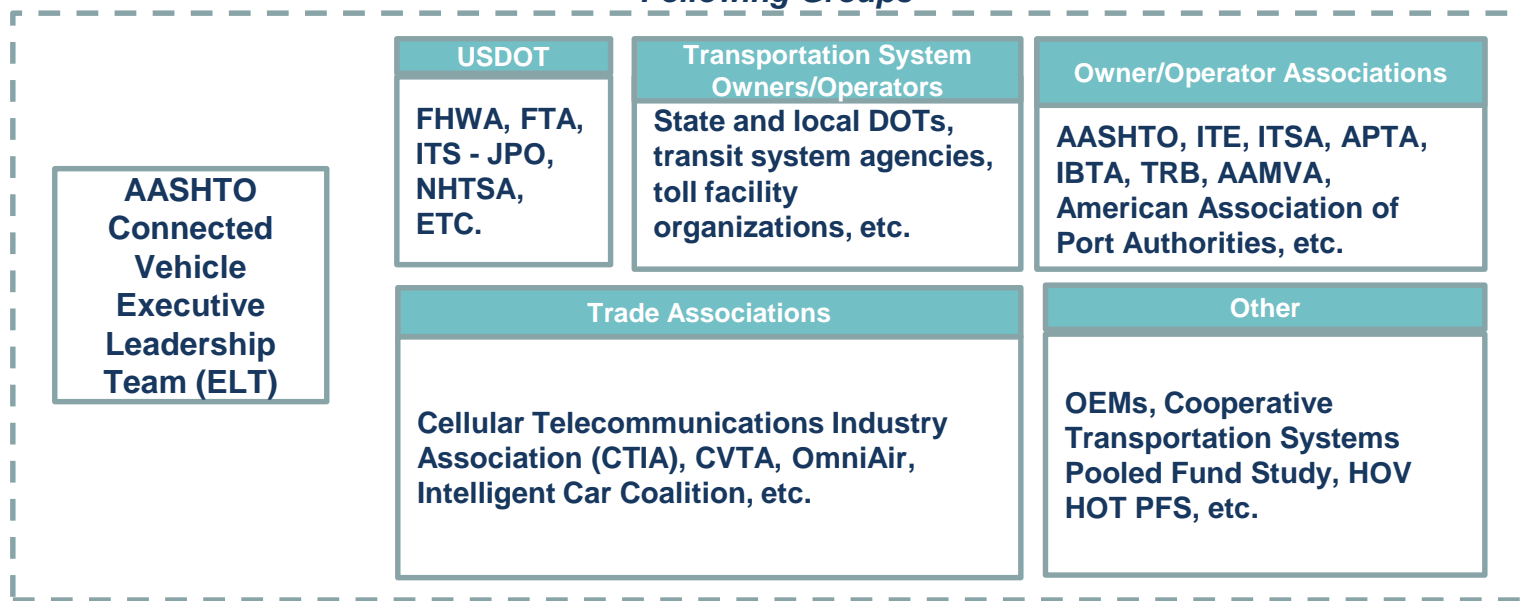 Following Groups
AASHTO
Connected
Vehicle
Executive
Leadership
Team (ELT)
USDOT
FHWA, FTA,
ITS - JPO,
NHTSA,
ETC.
Transportation System
Owners/Operators
State and local DOTs,
transit system agencies,
toll facility
organizations, etc.
Owner/Operator Associations
AASHTO, ITE, ITSA, APTA,
IBTA, TRB, AAMVA,
American Association of
Port Authorities, etc.
Trade Associations
Cellular Telecommunications Industry
Association (CTIA), CVTA, OmniAir,
Intelligent Car Coalition, etc.
Other
OEMs, Cooperative
Transportation Systems
Pooled Fund Study, HOV
HOT PFS, etc.